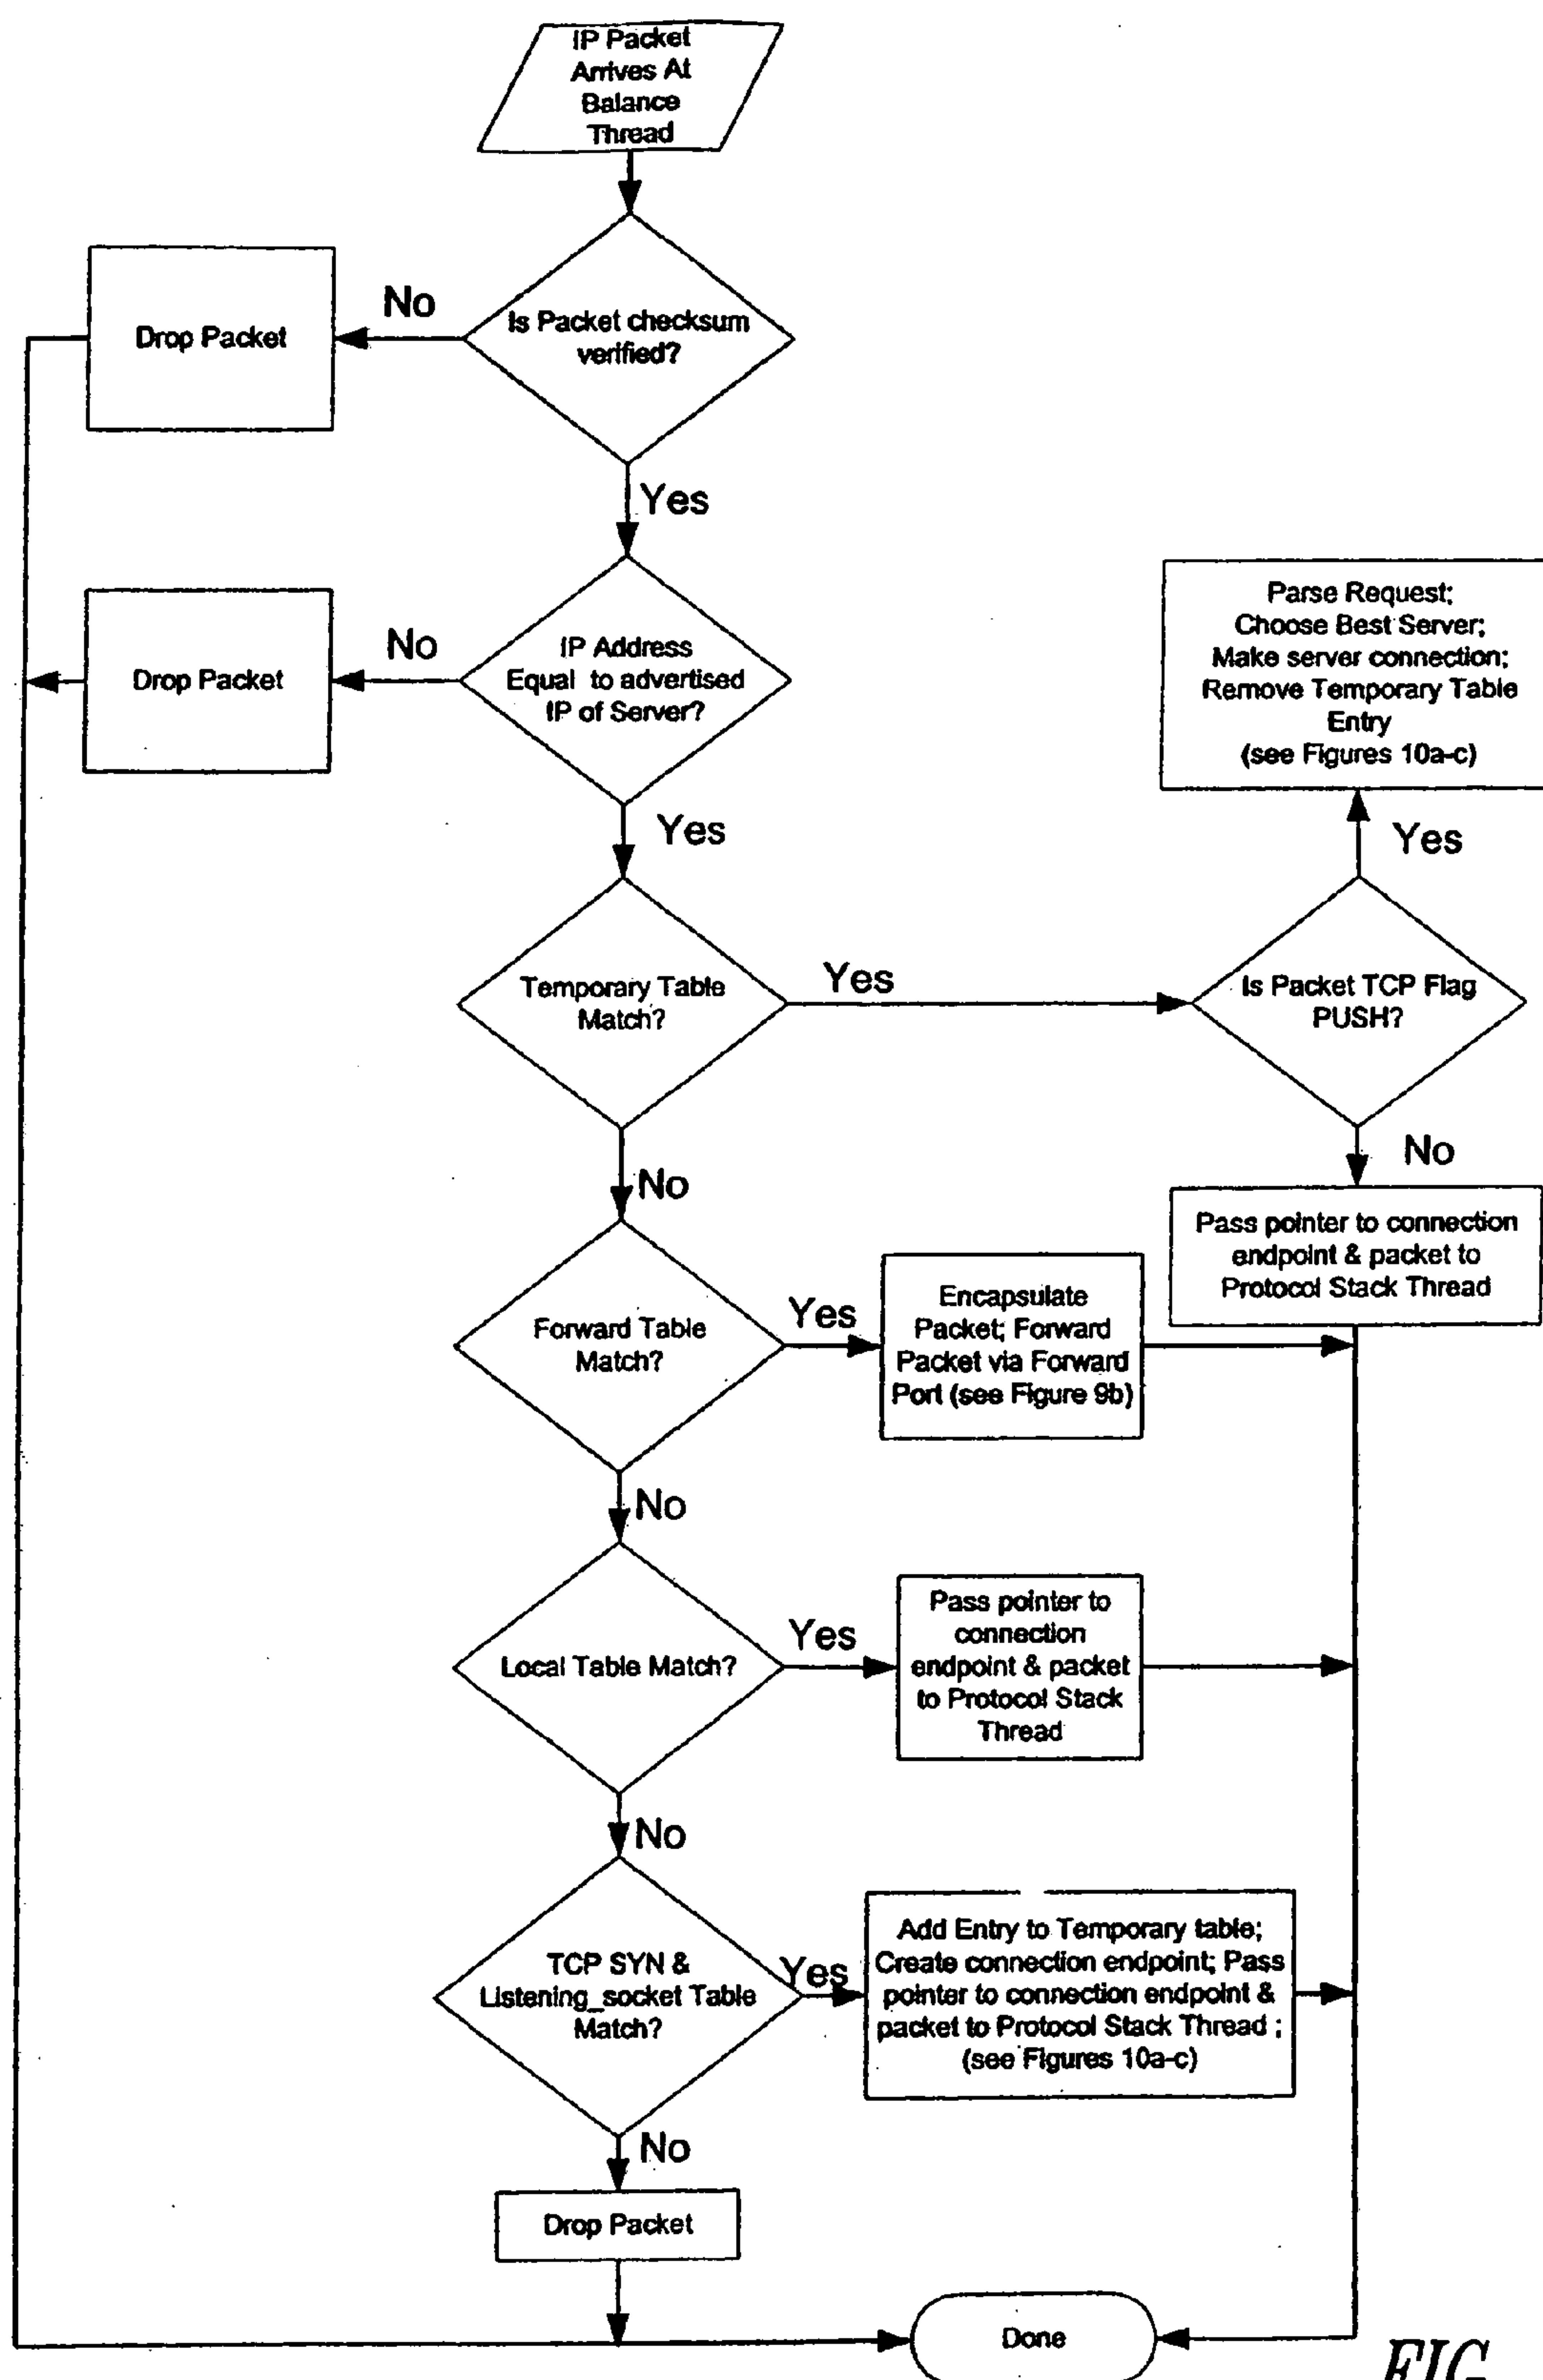 IP Packet
Arrives At
Balance
Thread
No
Is Packet checksum
verified?
Drop Packet
Yes
Parse Request;
Choose Best Server;
Make server connection;
Remove Temporary Table
Entry
(see Figures 10a-c)
No
IP Address
Equal to advertised
IP of Server?
Drop Packet
Yes
Yes
Temporary Table
Match?
Yes
Is Packet TCP Flag
PUSH?
No
No
Pass pointer to connection
endpoint & packet to
Protocol Stack Thread
Forward Table
Match?
Yes
Encapsulate
Packet; Forward
Packet via Forward
Port (see Figure 9b)
No
Local Table Match?
Yes
Pass pointer to
connection
endpoint & packet
to Protocol Stack
Thread
No
TCP SYN &
Listening_socket Table
Match?
Yes
Add Entry to Temporary table;
Create connection endpoint; Pass
pointer to connection endpoint &
packet to Protocol Stack Thread ;
(see Figures 10a-c)
No
Drop Packet
Done
FIG